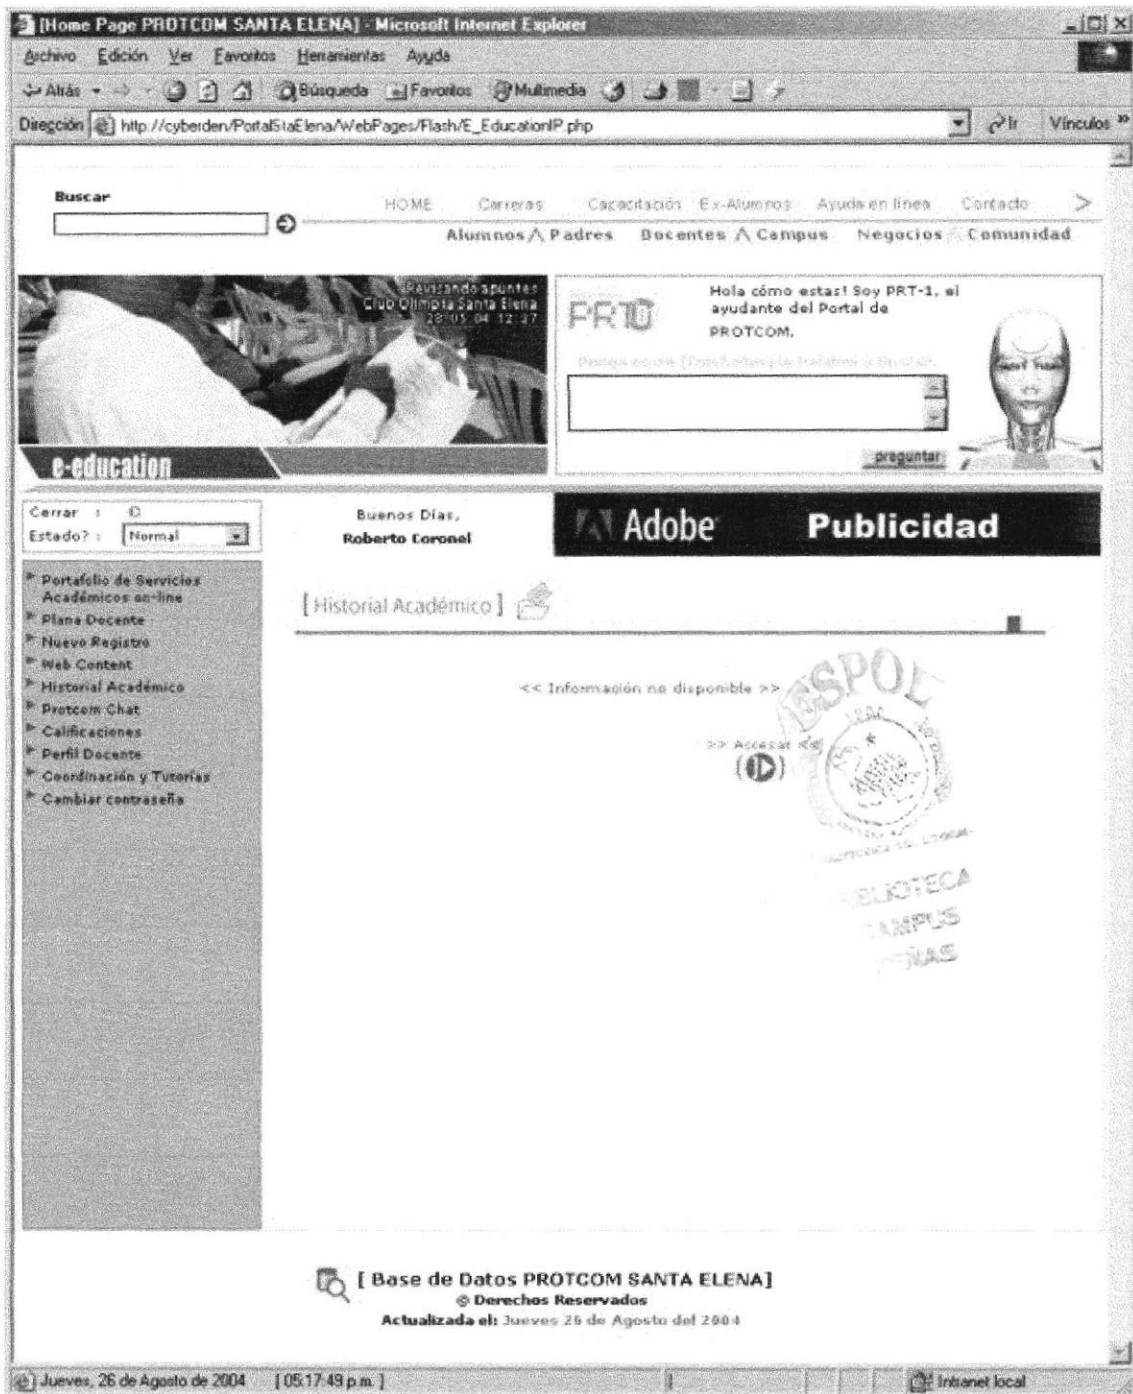 [Home Page PROTCOM SANTA ELENA] - Microsoft Internet Explorer
Archivo Edición Ver Favoritos Herramientas Ayuda
Atrás Búsqueda Favoritos Multimedia
Dirección http://cyberden/PortalStaElena/WebPages/Flash/E_EducationIP.php Ir Vínculos »
Buscar
HOME Carreras Capacitación Ex-Alumnos Ayuda en línea Contacto >
Alumnos Padres Docentes Campus Negocios Comunidad
Revisando apuntes
Club Olimpia Santa Elena
28.05.04 12:27
e-education
Hola cómo estas! Soy PRT-1, el
ayudante del Portal de
PROTCOM.
preguntar
Cerrar :
Estado? : Normal
Buenos Días,
Roberto Coronel
Adobe Publicidad
Portafolio de Servicios
Académicos on-line
Plana Docente
Nuevo Registro
Web Content
Historial Académico
Protcom Chat
Calificaciones
Perfil Docente
Coordinación y Tutorías
Cambiar contraseña
[ Historial Académico ]
<< Información no disponible >>
>> Accesar <<
ESPOL
BIBLIOTECA
CAMPUS
PEÑAS
[ Base de Datos PROTCOM SANTA ELENA]
© Derechos Reservados
Actualizada el: Jueves 26 de Agosto del 2004
Jueves, 26 de Agosto de 2004 [ 05:17:49 p.m. ] Intranet local